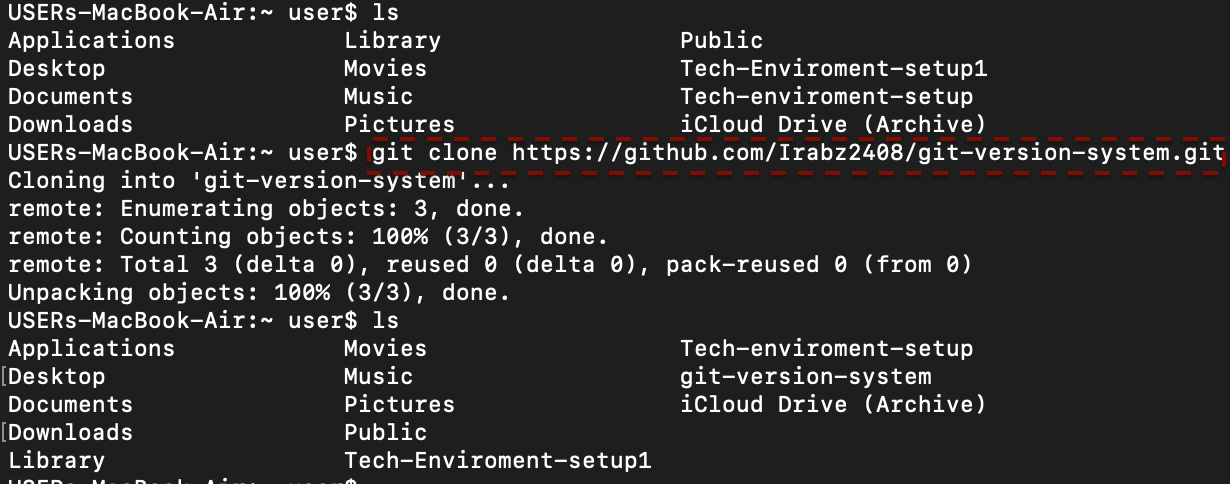 USERs-MacBook-Air:~ user$ ls
Applications Library Public
Desktop Movies Tech-Enviroment-setup1
Documents Music Tech-enviroment-setup
Downloads Pictures iCloud Drive (Archive)
USERs-MacBook-Air:~ user$ git clone https://github.com/Irabz2408/git-version-system.git
Cloning into 'git-version-system'...
remote: Enumerating objects: 3, done.
remote: Counting objects: 100% (3/3), done.
remote: Total 3 (delta 0), reused 0 (delta 0), pack-reused 0 (from 0)
Unpacking objects: 100% (3/3), done.
USERs-MacBook-Air:~ user$ ls
Applications Movies Tech-enviroment-setup
[Desktop Music git-version-system
Documents Pictures iCloud Drive (Archive)
[Downloads Public
Library Tech-Enviroment-setup1
USERs-MacBook-Air:~ user$